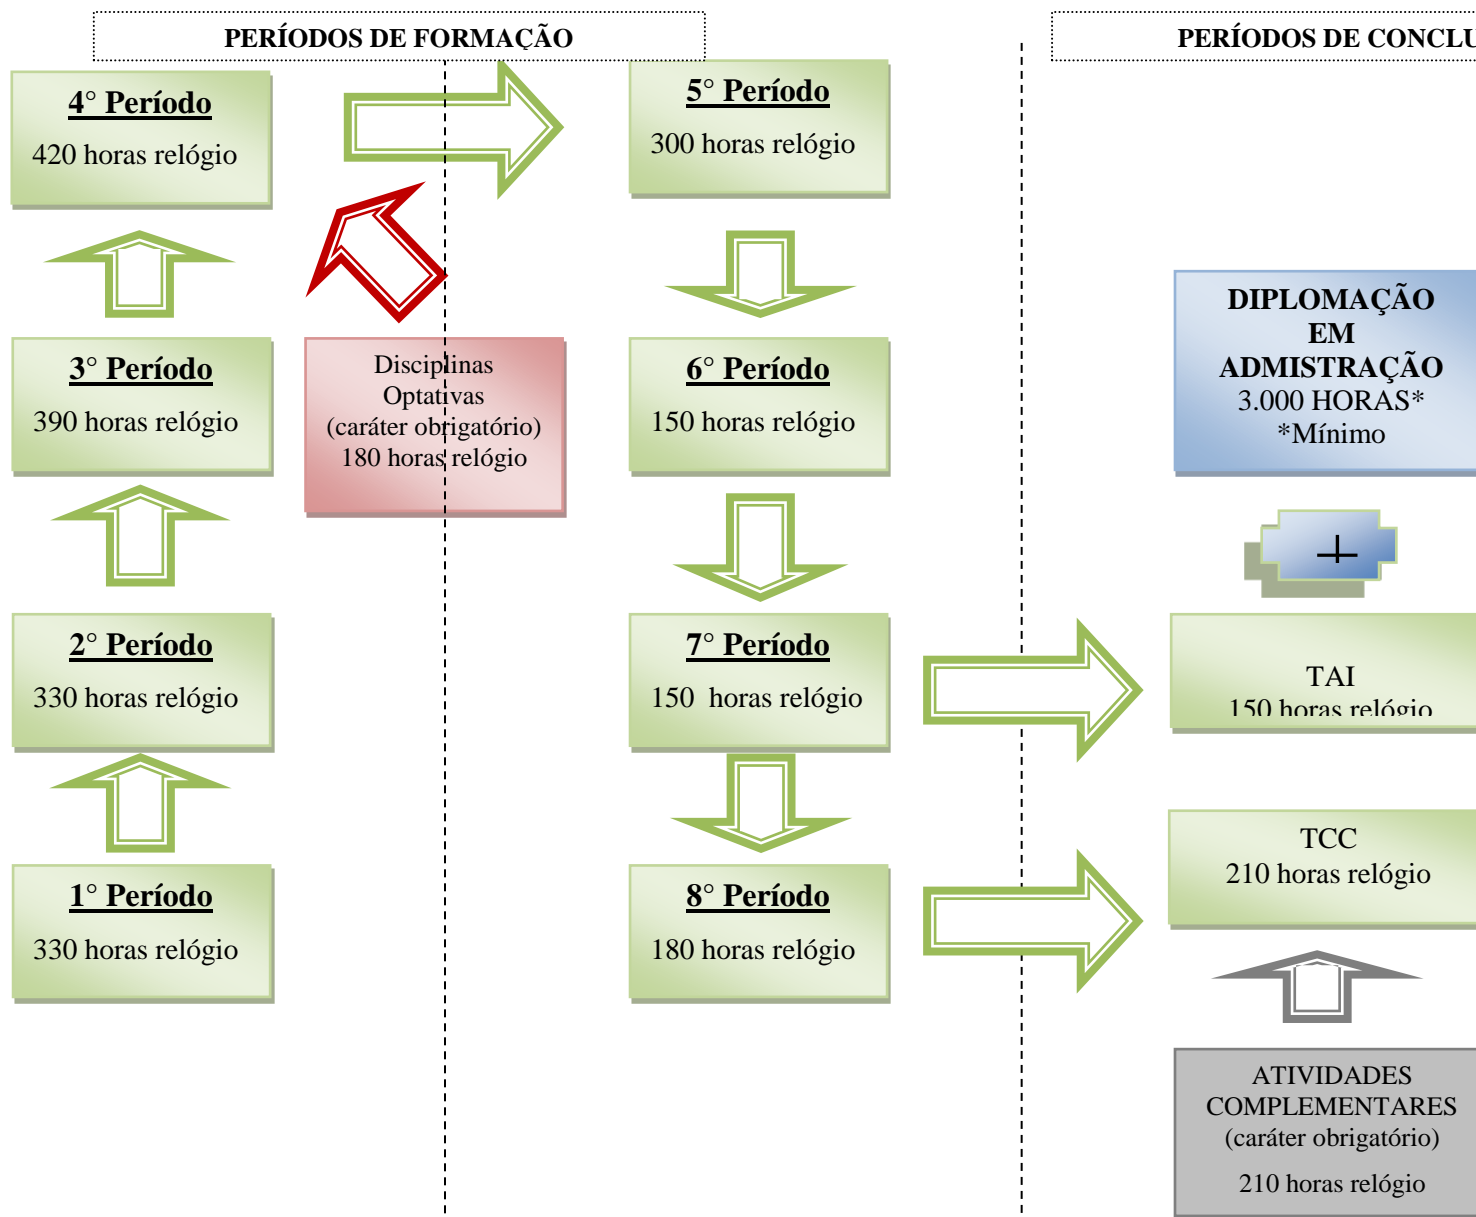 PERÍODOS DE FORMAÇÃO
PERÍODOS DE CONCLU
4° Período
420 horas relógio
5° Período
300 horas relógio
3° Período
390 horas relógio
Disciplinas
Optativas
(caráter obrigatório)
180 horas relógio
6° Período
150 horas relógio
DIPLOMAÇÃO
EM
ADMISTRAÇÃO
3.000 HORAS*
*Mínimo
2° Período
330 horas relógio
7° Período
150 horas relógio
TAI
150 horas relógio
1° Período
330 horas relógio
8° Período
180 horas relógio
TCC
210 horas relógio
ATIVIDADES
COMPLEMENTARES
(caráter obrigatório)
210 horas relógio